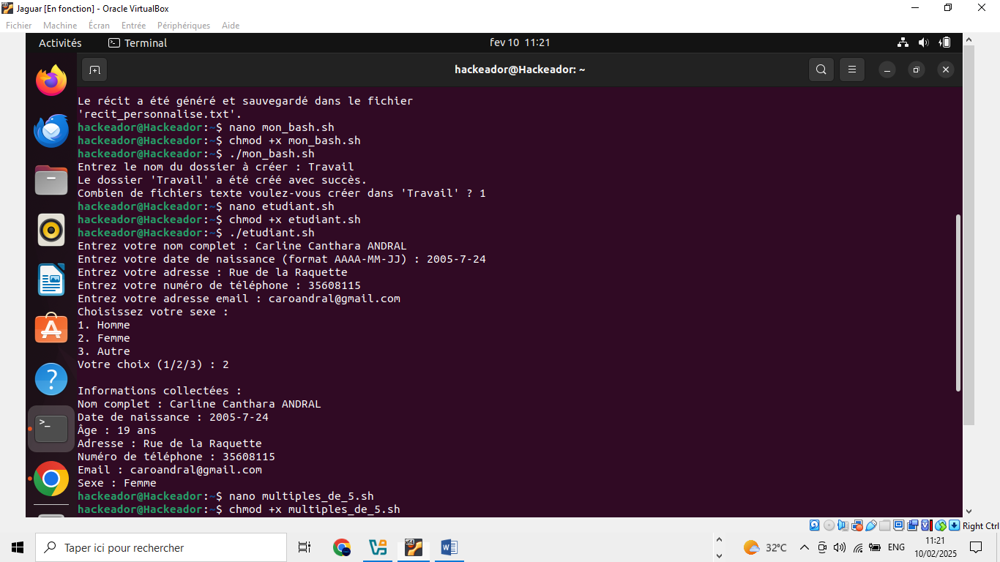 Jaguar [En fonction] - Oracle VirtualBox
Fichier Machine Écran Entrée Périphériques Aide
Activités Terminal fev 10 11:21
hackeador@Hackeador: ~
Le récit a été généré et sauvegardé dans le fichier
'recit_personnalise.txt'.
hackeador@Hackeador:~$ nano mon_bash.sh
hackeador@Hackeador:~$ chmod +x mon_bash.sh
hackeador@Hackeador:~$ ./mon_bash.sh
Entrez le nom du dossier à créer : Travail
Le dossier 'Travail' a été créé avec succès.
Combien de fichiers texte voulez-vous créer dans 'Travail' ? 1
hackeador@Hackeador:~$ nano etudiant.sh
hackeador@Hackeador:~$ chmod +x etudiant.sh
hackeador@Hackeador:~$ ./etudiant.sh
Entrez votre nom complet : Carline Canthara ANDRAL
Entrez votre date de naissance (format AAAA-MM-JJ) : 2005-7-24
Entrez votre adresse : Rue de la Raquette
Entrez votre numéro de téléphone : 35608115
Entrez votre adresse email : caroandral@gmail.com
Choisissez votre sexe :
1. Homme
2. Femme
3. Autre
Votre choix (1/2/3) : 2
Informations collectées :
Nom complet : Carline Canthara ANDRAL
Date de naissance : 2005-7-24
Âge : 19 ans
Adresse : Rue de la Raquette
Numéro de téléphone : 35608115
Email : caroandral@gmail.com
Sexe : Femme
hackeador@Hackeador:~$ nano multiples_de_5.sh
hackeador@Hackeador:~$ chmod +x multiples_de_5.sh
Right Ctrl
Taper ici pour rechercher
32°C ENG 11:21
10/02/2025